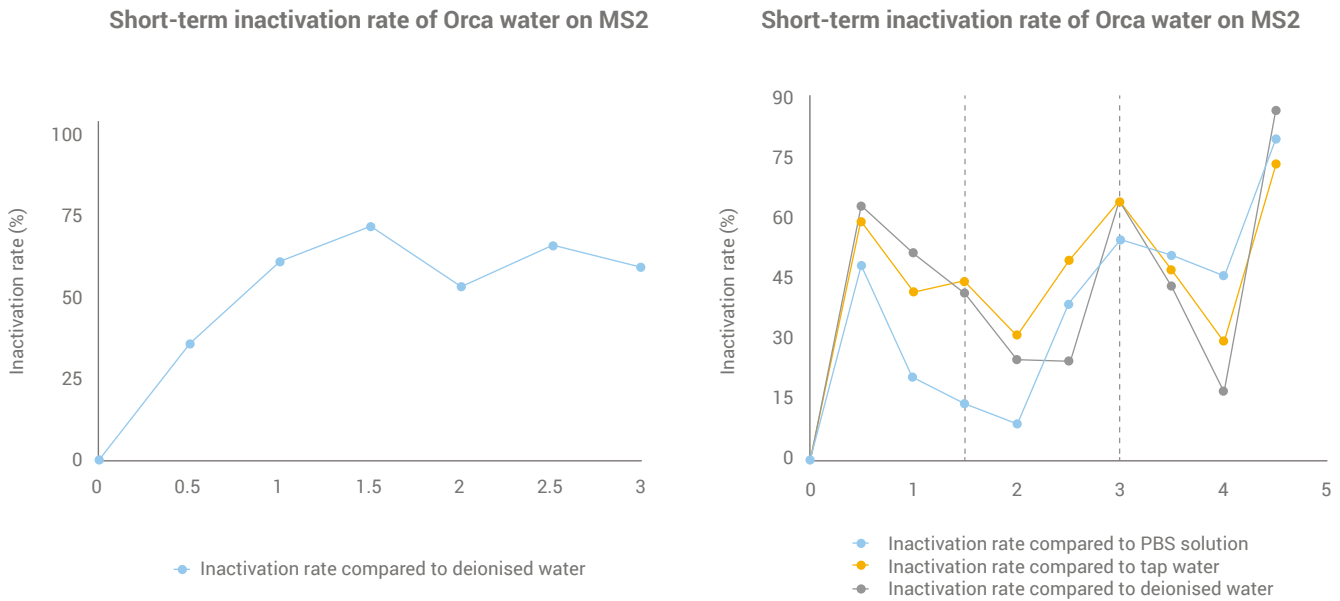 Short-term inactivation rate of Orca water on MS2
100
75
50
25
0
Inactivation rate (%)
0 0.5 1 1.5 2 2.5 3
Inactivation rate compared to deionised water
Short-term inactivation rate of Orca water on MS2
90
75
60
45
30
15
0
Inactivation rate (%)
0 1 2 3 4 5
Inactivation rate compared to PBS solution
Inactivation rate compared to tap water
Inactivation rate compared to deionised water